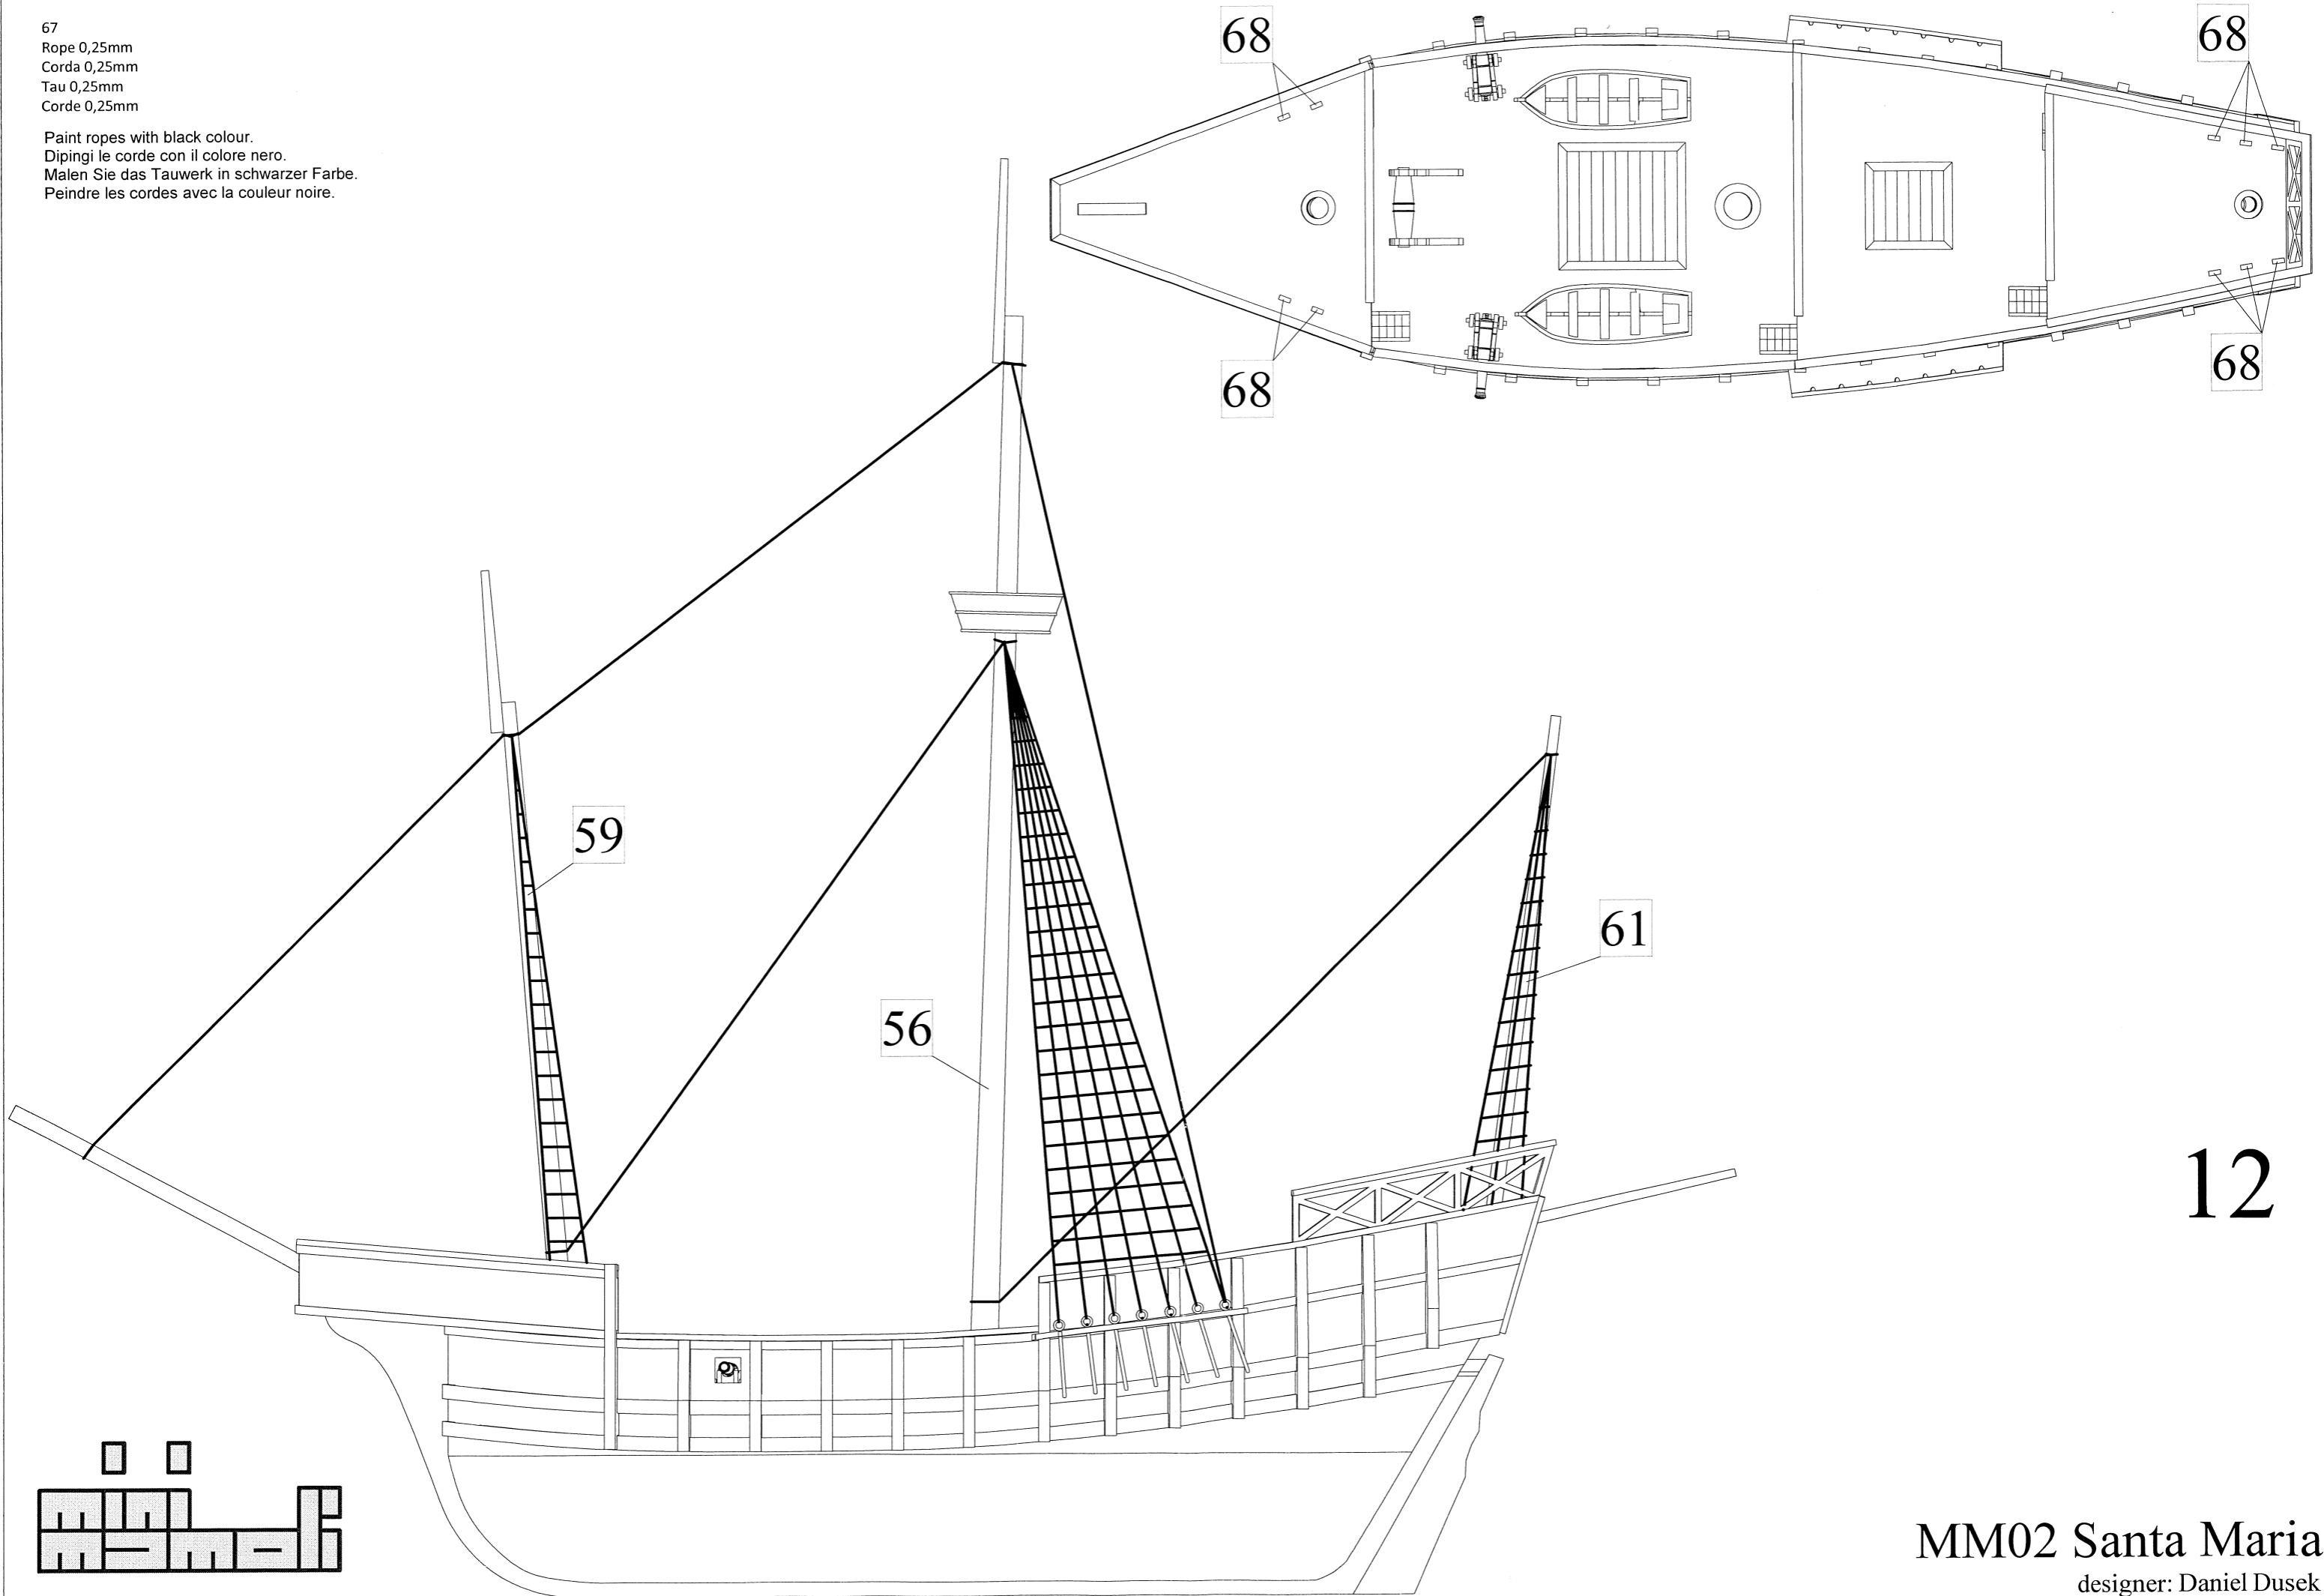 67
Rope 0,25mm
Corda 0,25mm
Tau 0,25mm
Corde 0,25mm
Paint ropes with black colour.
Dipingi le corde con il colore nero.
Malen Sie das Tauwerk in schwarzer Farbe.
Peindre les cordes avec la couleur noire.
68
68
68
68
59
61
56
12
mini
mamoli
MM02 Santa Maria
designer: Daniel Dusek